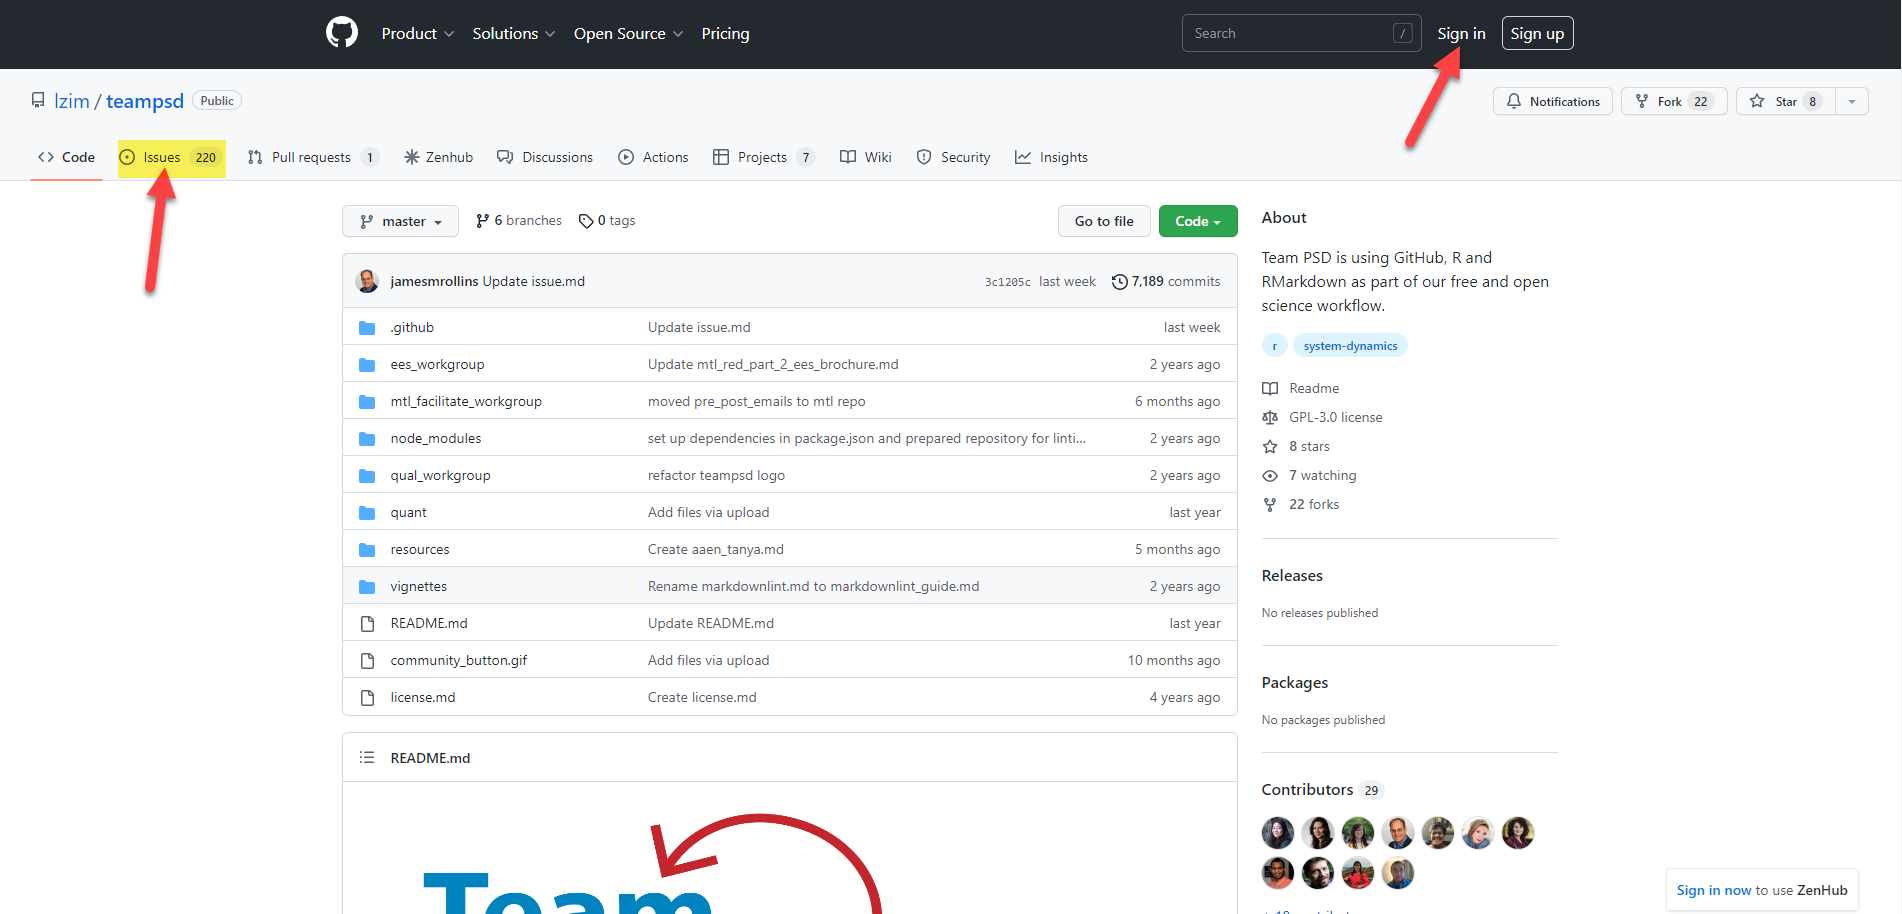 Product Solutions Open Source Pricing Search / Sign in Sign up
lzim / teampsd Public Notifications Fork 22 Star 8
Code Issues 220 Pull requests 1 Zenhub Discussions Actions Projects 7 Wiki Security Insights
master 6 branches 0 tags Go to file Code
jamesmrollins Update issue.md 3c1205c last week 7,189 commits
.github Update issue.md last week
ees_workgroup Update mtl_red_part_2_ees_brochure.md 2 years ago
mtl_facilitate_workgroup moved pre_post_emails to mtl repo 6 months ago
node_modules set up dependencies in package.json and prepared repository for linti... 2 years ago
qual_workgroup refactor teampsd logo 2 years ago
quant Add files via upload last year
resources Create aaen_tanya.md 5 months ago
vignettes Rename markdownlint.md to markdownlint_guide.md 2 years ago
README.md Update README.md last year
community_button.gif Add files via upload 10 months ago
license.md Create license.md 4 years ago
README.md
Team
About
Team PSD is using GitHub, R and
RMarkdown as part of our free and open
science workflow.
r system-dynamics
Readme
GPL-3.0 license
8 stars
7 watching
22 forks
Releases
No releases published
Packages
No packages published
Contributors 29
Sign in now to use ZenHub